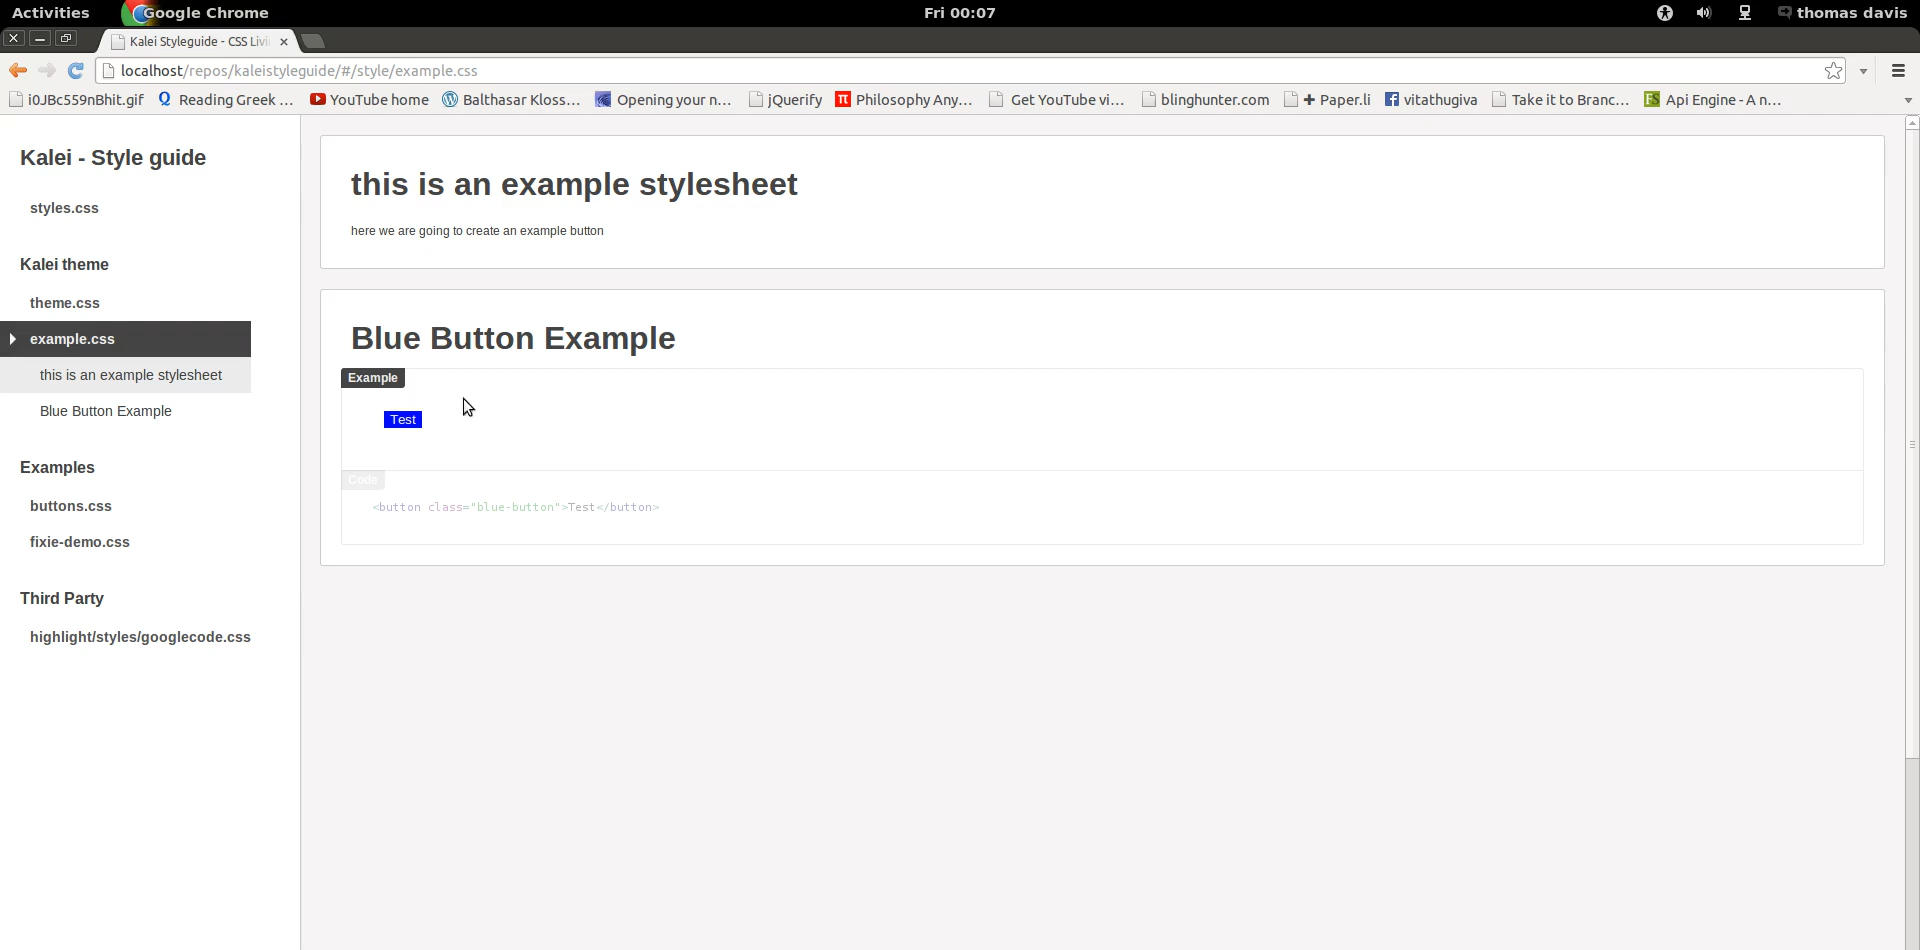 Activities Google Chrome Fri 00:07 thomas davis
Kalei Styleguide - CSS Livi
localhost/repos/kaleistyleguide/#/style/example.css
i0JBc559nBhit.gif Reading Greek ... YouTube home Balthasar Kloss... Opening your n... jQuerify Philosophy Any... Get YouTube vi... blinghunter.com + Paper.li vitathugiva Take it to Branc... Api Engine - A n...
Kalei - Style guide
styles.css
Kalei theme
theme.css
example.css
this is an example stylesheet
Blue Button Example
Examples
buttons.css
fixie-demo.css
Third Party
highlight/styles/googlecode.css
this is an example stylesheet
here we are going to create an example button
Blue Button Example
Example
Test
Code
<button class="blue-button">Test</button>